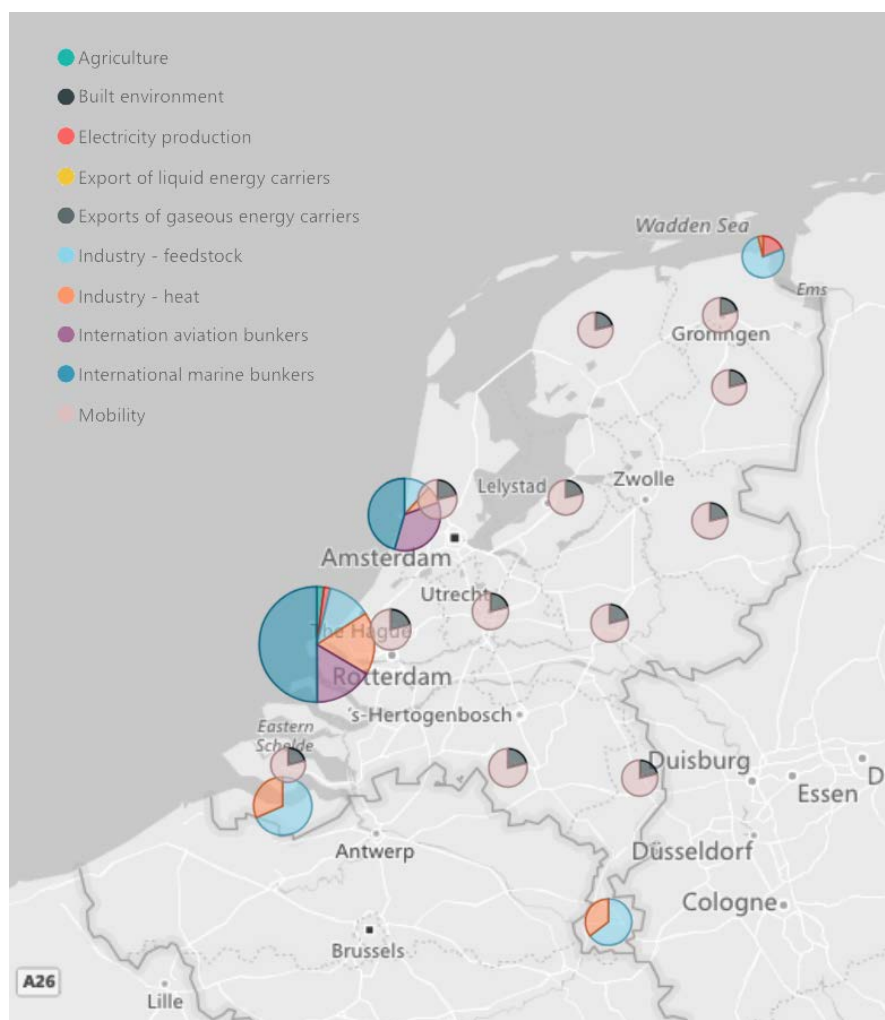 Agriculture
Built environment
Electricity production
Export of liquid energy carriers
Exports of gaseous energy carriers
Industry - feedstock
Industry - heat
Internation aviation bunkers
International marine bunkers
Mobility
Wadden Sea
Ems
Groningen
Lelystad
Zwolle
Amsterdam
Utrecht
The Hague
Rotterdam
's-Hertogenbosch
Eastern
Schelde
Duisburg
D
Essen
Antwerp
Düsseldorf
Cologne
Brussels
A26
Lille